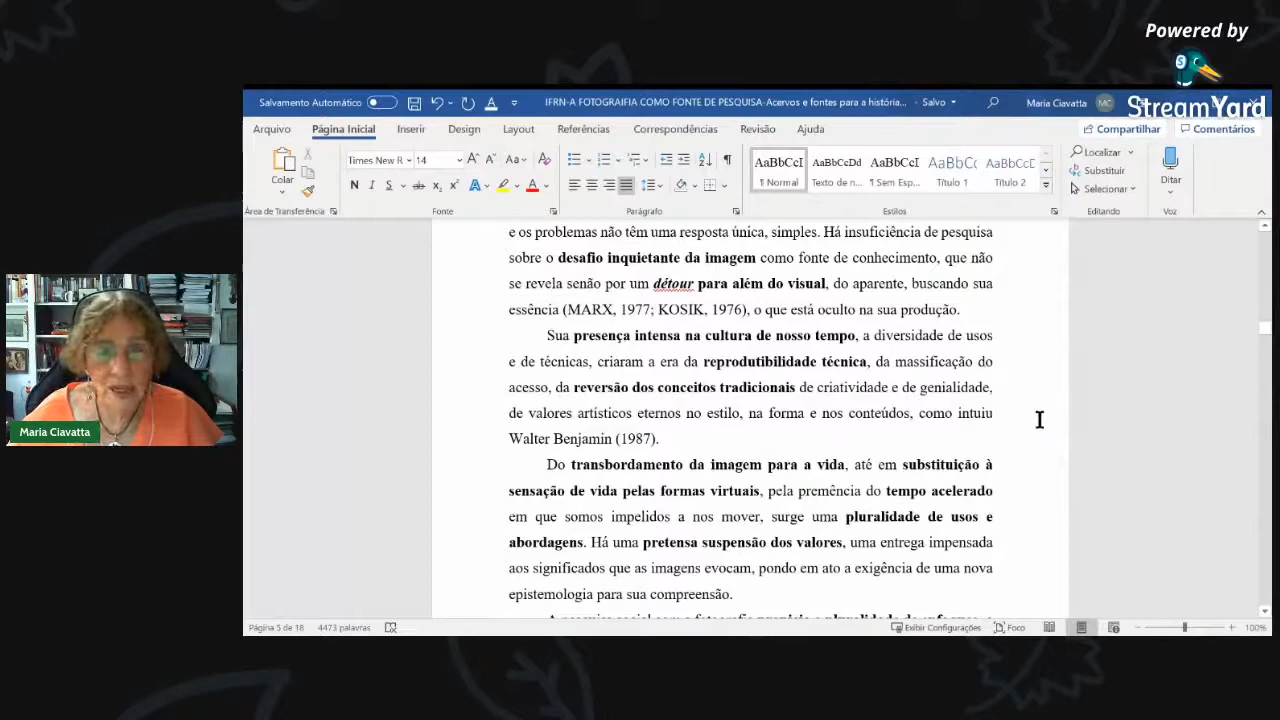 Powered by
StreamYard
Salvamento Automático
IFRN-A FOTOGRAIFIA COMO FONTE DE PESQUISA-Acervos e fontes para a história... - Salvo
Maria Ciavatta MC
Arquivo Página Inicial Inserir Design Layout Referências Correspondências Revisão Ajuda
Compartilhar Comentários
Colar
Times New R 14
AaBbCcI AaBbCcDd AaBbCcI AaBbCc AaBbCcD
¶ Normal Texto de n... ¶ Sem Esp... Título 1 Título 2
Localizar
Substituir
Selecionar
Ditar
Área de Transferência Fonte Parágrafo Estilos Editando Voz
e os problemas não têm uma resposta única, simples. Há insuficiência de pesquisa
sobre o desafio inquietante da imagem como fonte de conhecimento, que não
se revela senão por um détour para além do visual, do aparente, buscando sua
essência (MARX, 1977; KOSIK, 1976), o que está oculto na sua produção.
Sua presença intensa na cultura de nosso tempo, a diversidade de usos
e de técnicas, criaram a era da reprodutibilidade técnica, da massificação do
acesso, da reversão dos conceitos tradicionais de criatividade e de genialidade,
de valores artísticos eternos no estilo, na forma e nos conteúdos, como intuiu
Walter Benjamin (1987).
Do transbordamento da imagem para a vida, até em substituição à
sensação de vida pelas formas virtuais, pela premência do tempo acelerado
em que somos impelidos a nos mover, surge uma pluralidade de usos e
abordagens. Há uma pretensa suspensão dos valores, uma entrega impensada
aos significados que as imagens evocam, pondo em ato a exigência de uma nova
epistemologia para sua compreensão.
Maria Ciavatta
Página 5 de 18 4473 palavras Exibir Configurações Foco 100%